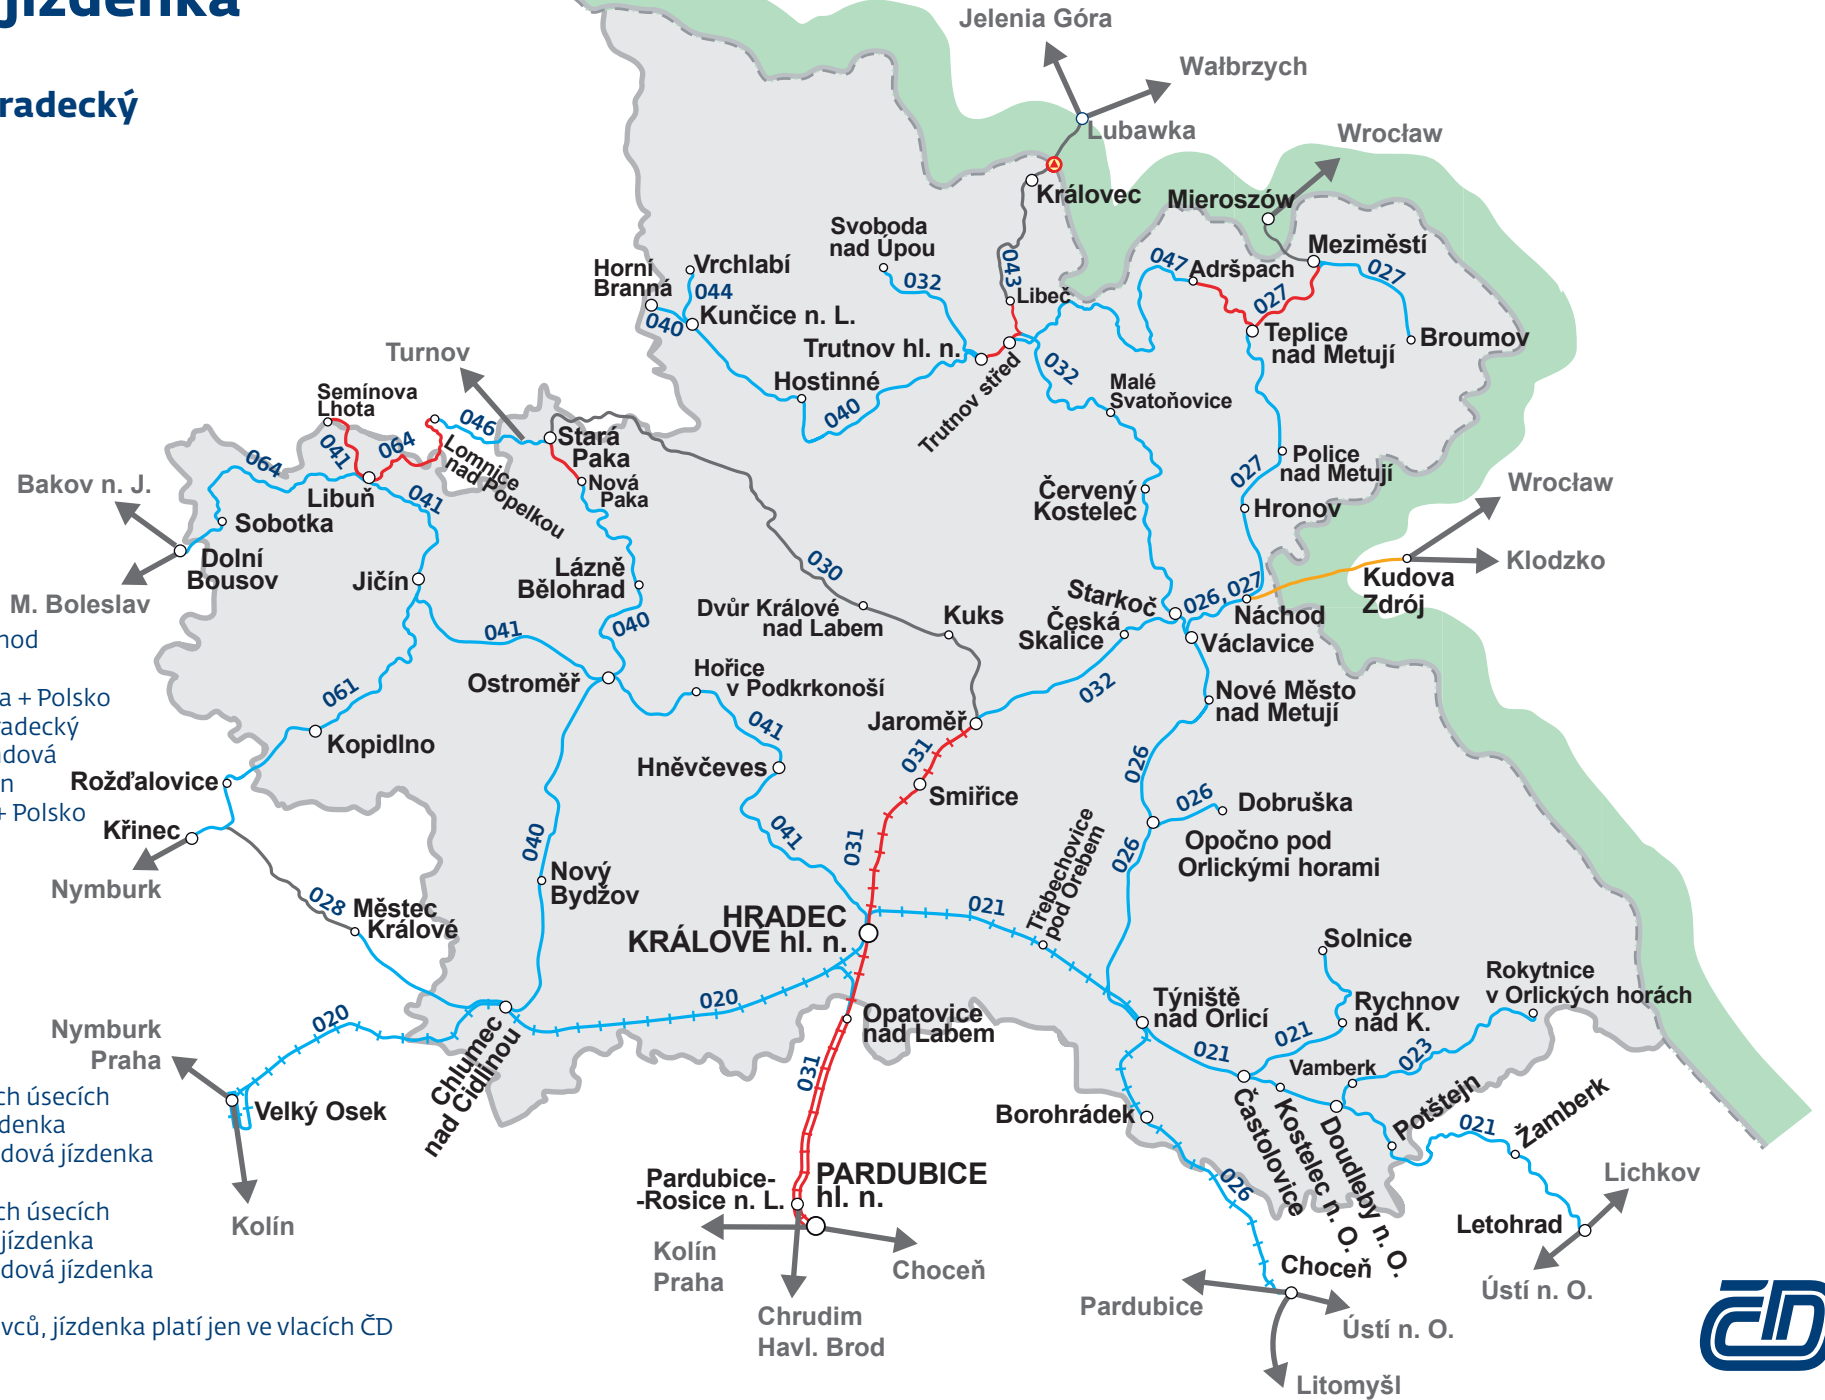 jízdenka
radecký
Jelenia Góra
Wałbrzych
Lubawka
Wrocław
Královec
Mieroszów
Svoboda
nad Úpou
Meziměstí
Horní
Branná
Vrchlabí
044
032
043
047
Adršpach
027
027
Libeč
040
Kunčice n. L.
Teplice
nad Metují
Broumov
Turnov
Trutnov hl. n.
Trutnov střed
032
Hostinné
040
Malé
Svatoňovice
Semínova
Lhota
041
064
046
Stará
Paka
Lomnice
nad Popelkou
Nová
Paka
064
Police
nad Metují
027
Bakov n. J.
Libuň
041
Sobotka
Červený
Kostelec
Hronov
Wrocław
Dolní
Bousov
Jičín
Lázně
Bělohrad
030
Klodzko
Kudova
Zdrój
M. Boleslav
Dvůr Králové
nad Labem
Kuks
Starkoč
026, 027
Náchod
Česká
Skalice
Václavice
hod
041
040
Ostroměř
Hořice
v Podkrkonoší
032
Nové Město
nad Metují
a + Polsko
radecký
dová
n
+ Polsko
061
Kopidlno
041
Jaroměř
031
Hněvčeves
Smiřice
026
026
Dobruška
Rožďalovice
Křinec
Nymburk
040
041
031
Opočno pod
Orlickými horami
026
Třebechovice
pod Orebem
Nový
Bydžov
028
Městec
Králové
HRADEC
KRÁLOVÉ hl. n.
021
Solnice
Rokytnice
v Orlických horách
020
020
Týniště
nad Orlicí
Rychnov
nád K.
021
Nymburk
Praha
Opatovice
nad Labem
Chlumec
nad Cidlinou
031
021
Vamberk
023
ch úsecích
denka
dová jízdenka
Velký Osek
Borohrádek
Častolovice
Kostelec n. O.
Doudleby n. O.
Potštejn
021
Žamberk
ch úsecích
jízdenka
dová jízdenka
Kolín
Pardubice-
-Rosice n. L.
PARDUBICE
hl. n.
026
Lichkov
Letohrad
Kolín
Praha
Choceň
Choceň
Ústí n. O.
Pardubice
Ústí n. O.
Chrudim
Havl. Brod
vců, jízdenka platí jen ve vlacích ČD
Litomyšl
ČD